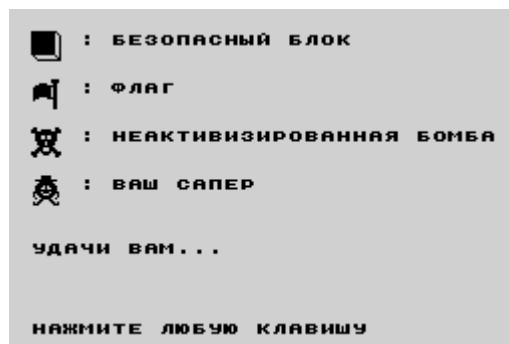 : БЕЗОПАСНЫЙ БЛОК
: ФЛАГ
: НЕАКТИВИЗИРОВАННАЯ БОМБА
: ВАШ САПЕР
УДАЧИ ВАМ...
НАЖМИТЕ ЛЮБУЮ КЛАВИШУ